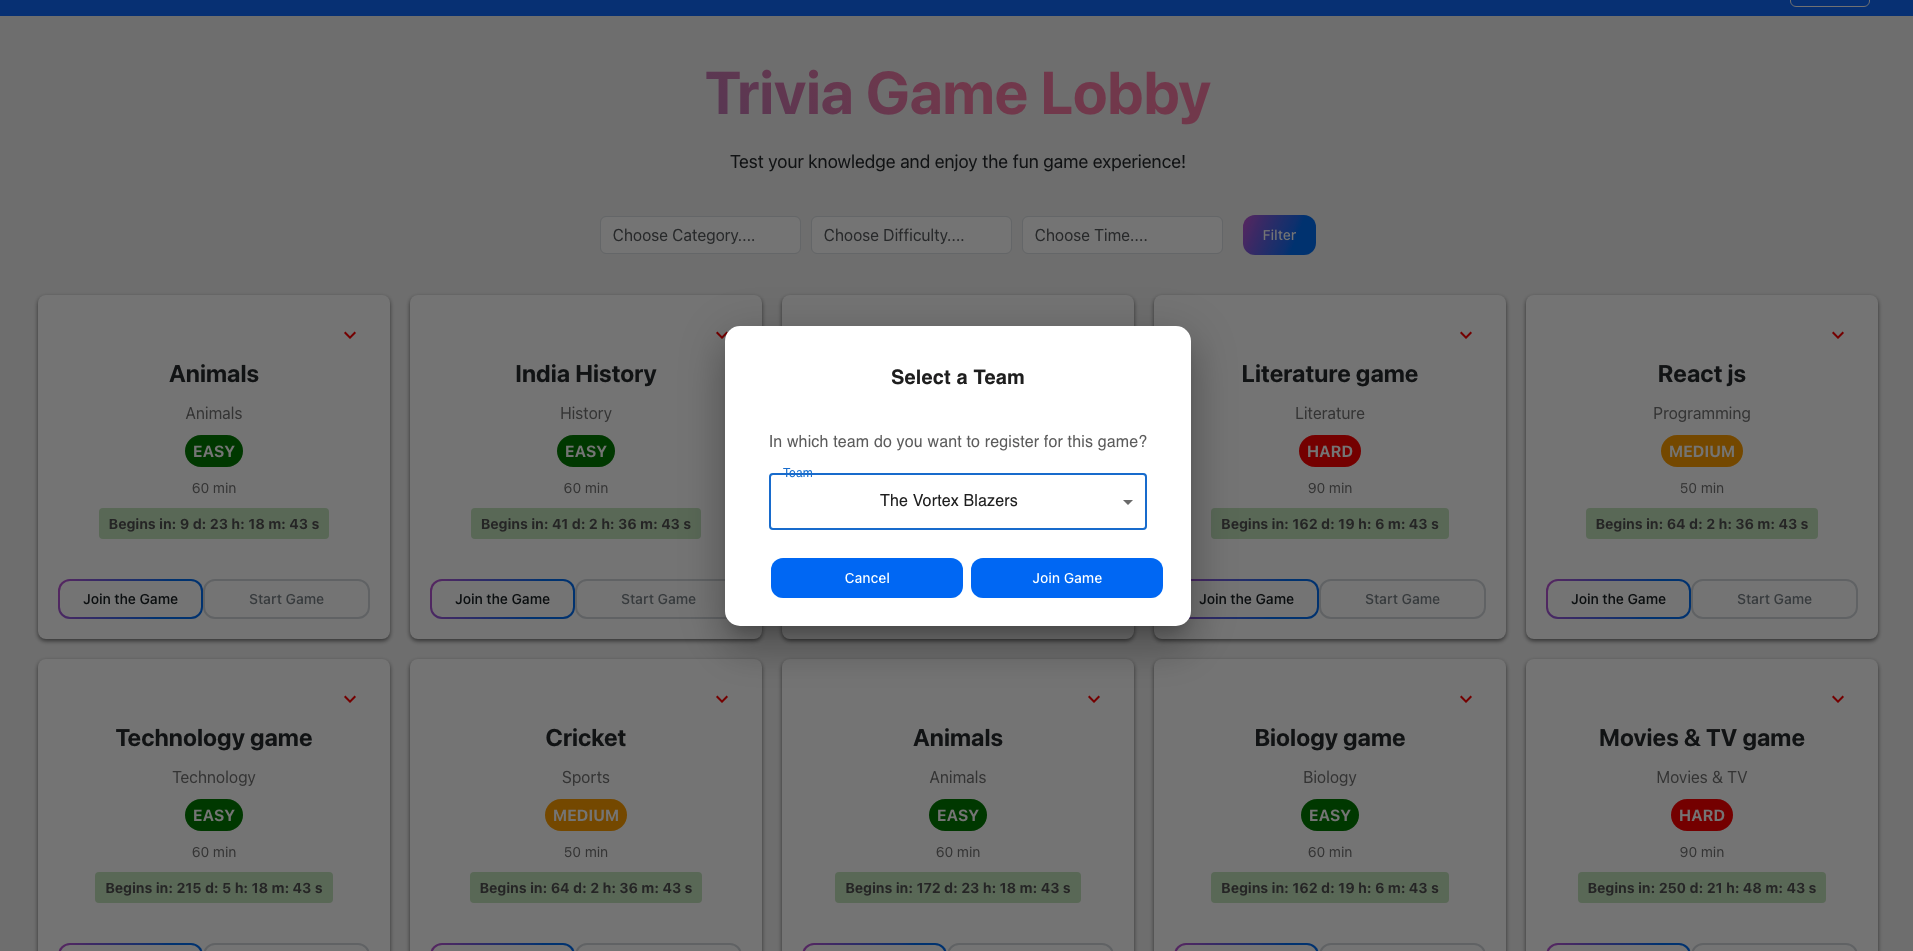 Trivia Game Lobby
Test your knowledge and enjoy the fun game experience!
Choose Category....
Choose Difficulty....
Choose Time....
Filter
Animals
Animals
EASY
60 min
Begins in: 9 d: 23 h: 18 m: 43 s
Join the Game
Start Game
India History
History
EASY
60 min
Begins in: 41 d: 2 h: 36 m: 43 s
Join the Game
Start Game
Select a Team
In which team do you want to register for this game?
Team
The Vortex Blazers
Cancel
Join Game
Literature game
Literature
HARD
90 min
Begins in: 162 d: 19 h: 6 m: 43 s
Join the Game
Start Game
React js
Programming
MEDIUM
50 min
Begins in: 64 d: 2 h: 36 m: 43 s
Join the Game
Start Game
Technology game
Technology
EASY
60 min
Begins in: 215 d: 5 h: 18 m: 43 s
Cricket
Sports
MEDIUM
50 min
Begins in: 64 d: 2 h: 36 m: 43 s
Animals
Animals
EASY
60 min
Begins in: 172 d: 23 h: 18 m: 43 s
Biology game
Biology
EASY
60 min
Begins in: 162 d: 19 h: 6 m: 43 s
Movies & TV game
Movies & TV
HARD
90 min
Begins in: 250 d: 21 h: 48 m: 43 s